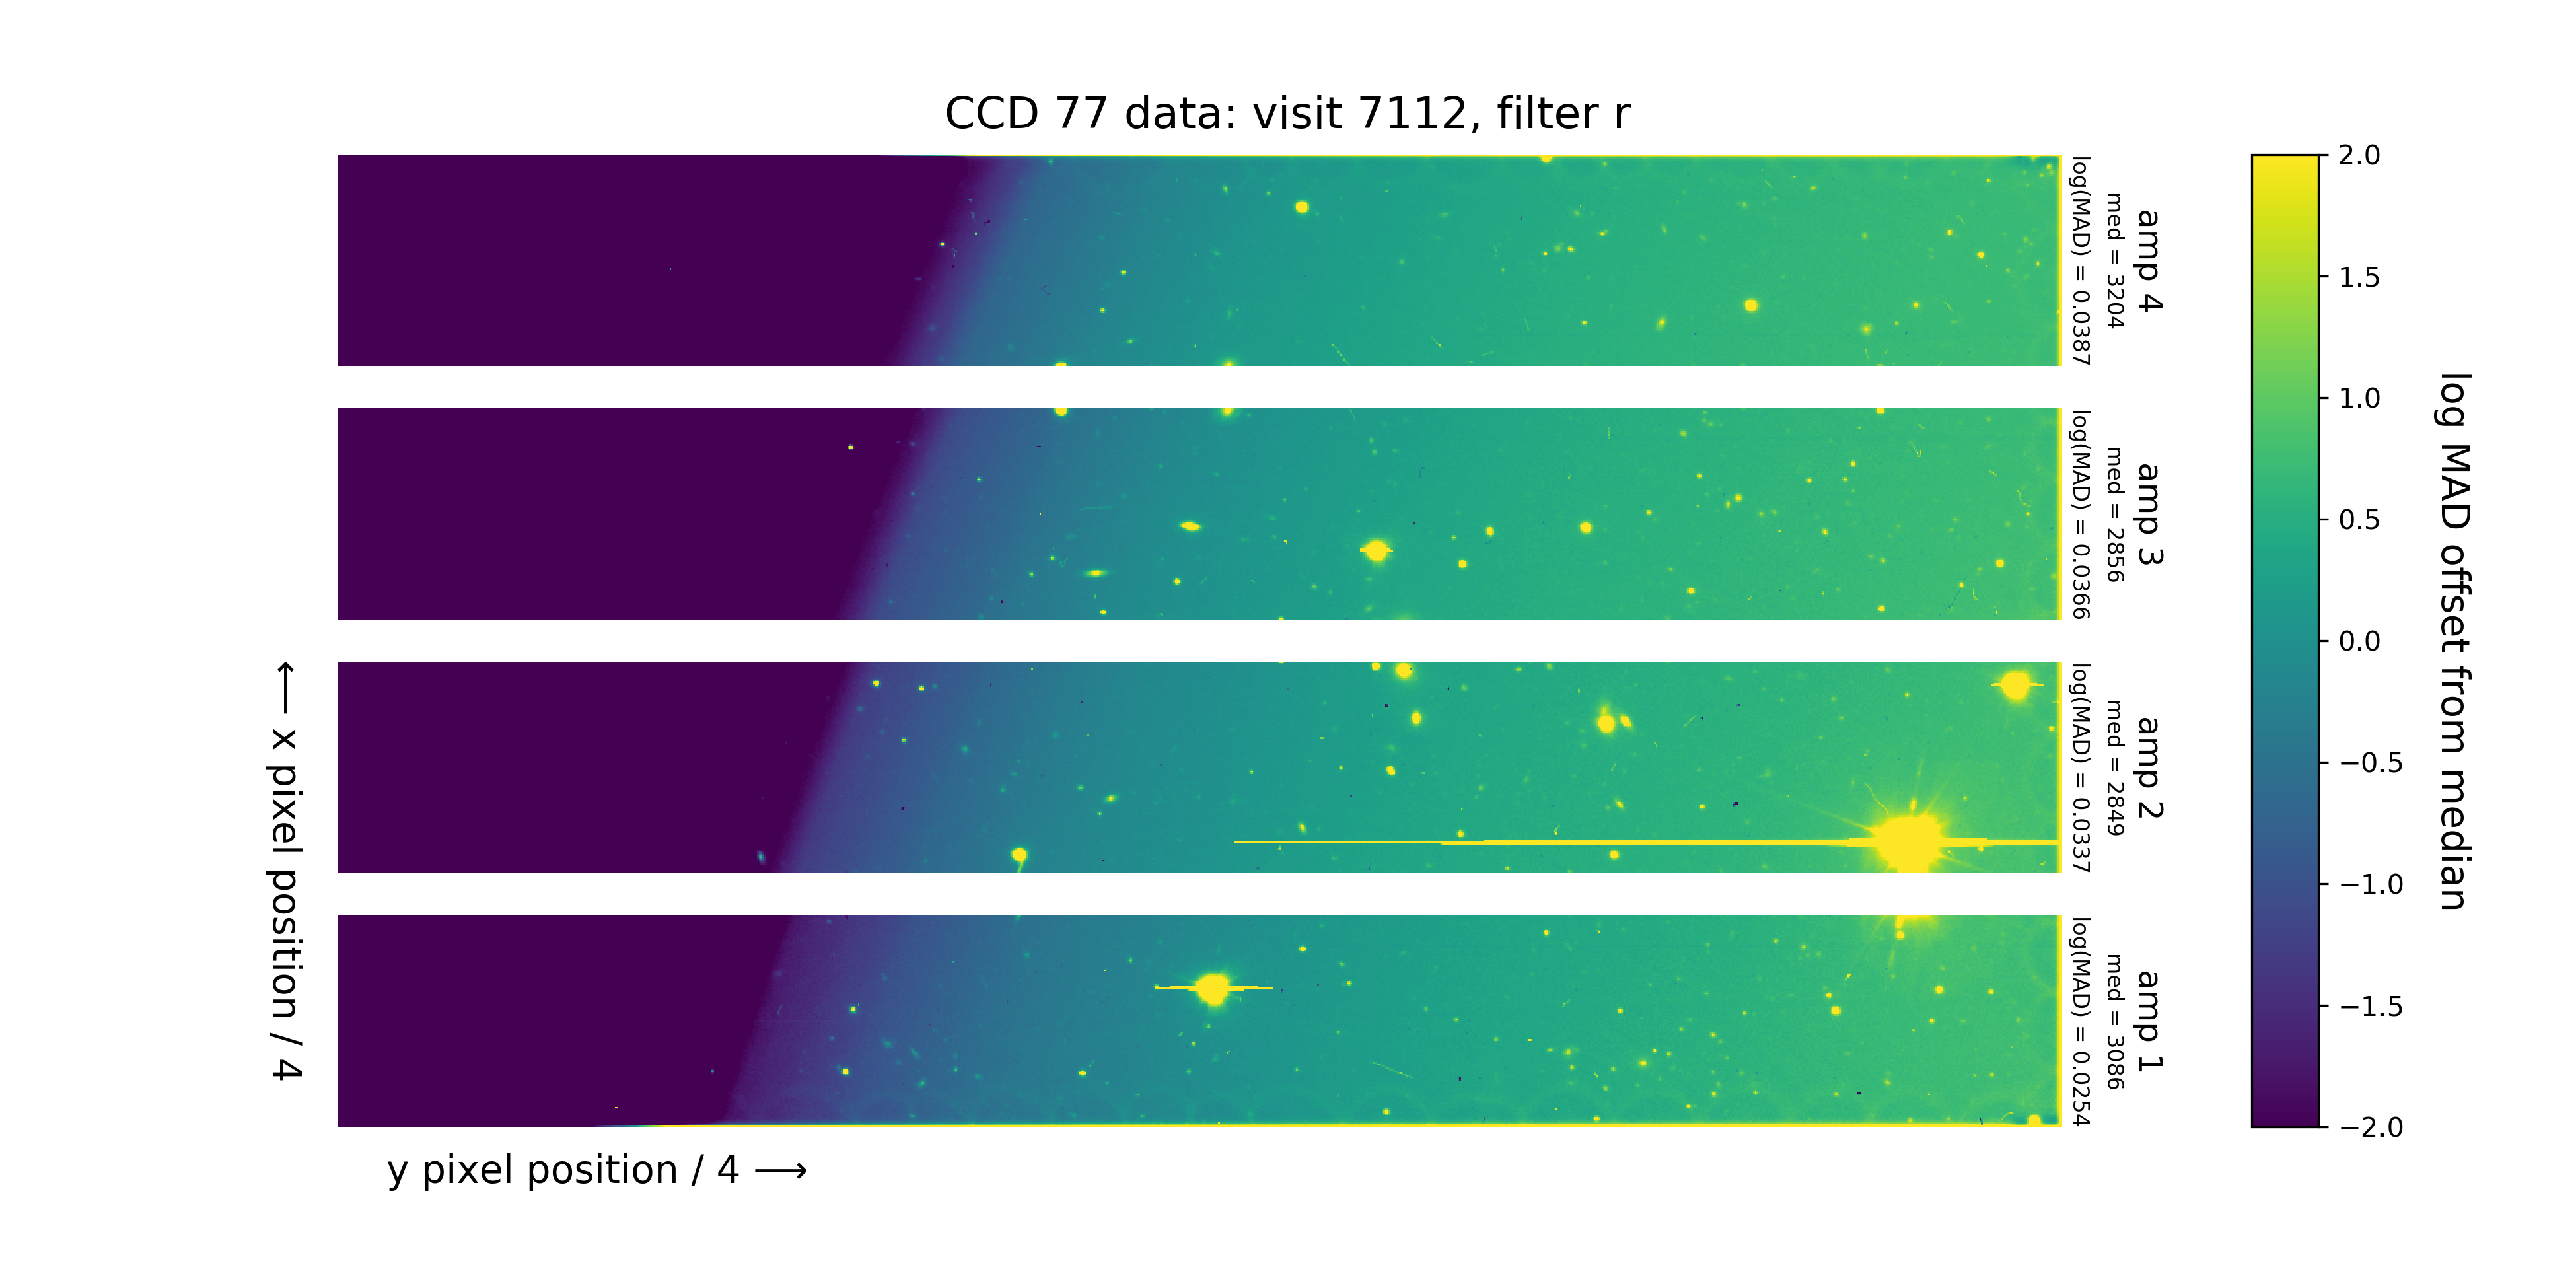 CCD 77 data: visit 7112, filter r
amp 4
med = 3204
log(MAD) = 0.0387
amp 3
med = 2856
log(MAD) = 0.0366
amp 2
med = 2849
log(MAD) = 0.0337
amp 1
med = 3086
log(MAD) = 0.0254
⟵ x pixel position / 4
y pixel position / 4 ⟶
2.0
1.5
1.0
0.5
0.0
−0.5
−1.0
−1.5
−2.0
log MAD offset from median